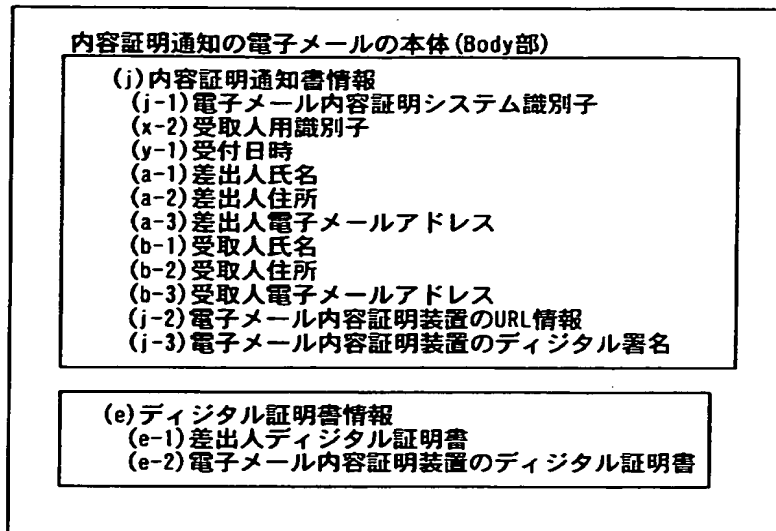 内容証明通知の電子メールの本体(Body部)
(j)内容証明通知書情報
(j-1)電子メール内容証明システム識別子
(x-2)受取人用識別子
(y-1)受付日時
(a-1)差出人氏名
(a-2)差出人住所
(a-3)差出人電子メールアドレス
(b-1)受取人氏名
(b-2)受取人住所
(b-3)受取人電子メールアドレス
(j-2)電子メール内容証明装置のURL情報
(j-3)電子メール内容証明装置のディジタル署名
(e)ディジタル証明書情報
(e-1)差出人ディジタル証明書
(e-2)電子メール内容証明装置のディジタル証明書